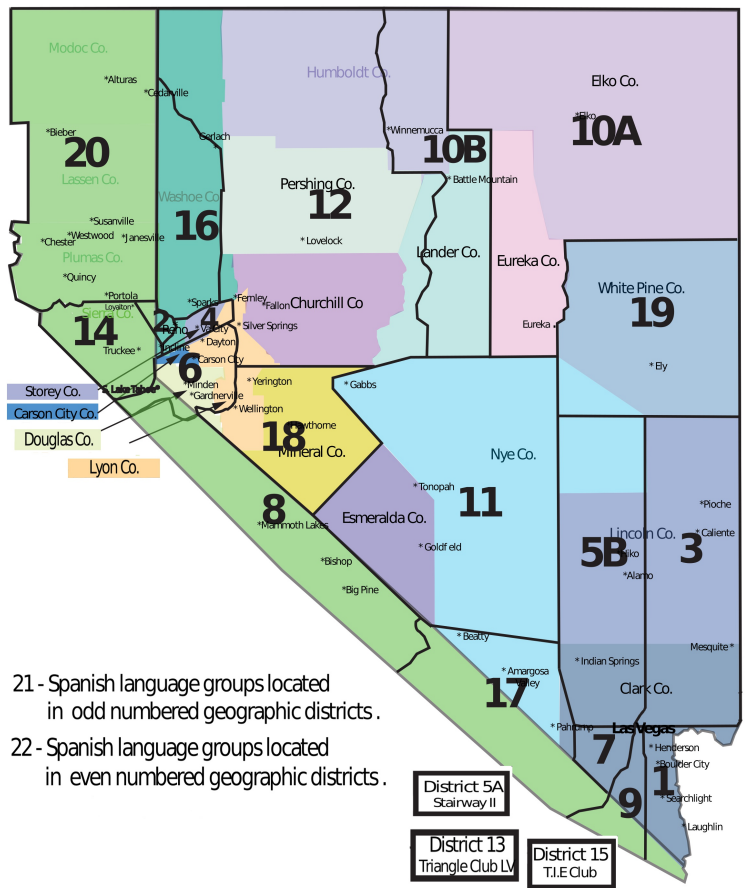 Modoc Co.
*Alturas
*Cedarville
Humboldt Co.
Elko Co.
*Elko
10A
*Bieber
20
Gerlach
*Winnemucca
10B
Lassen Co.
Washoe Co
16
Pershing Co.
12
* Battle Mountain
*Susanville
*Westwood
*Janesville
*Chester
* Lovelock
Plumas Co.
Lander Co.
Eureka Co.
*Quincy
White Pine Co.
19
*Portola
Loyalton*
Sierra Co.
14
*Sparks
*Fernley
*Fallon
Churchill Co
2
4
*Reno
*Va City
* Silver Springs
Eureka .
Truckee *
*Incline
* Dayton
*Carson City
6
* Ely
S. Lake Tahoe*
*Minden
*Gardnerville
* Yerington
* Gabbs
Storey Co.
Carson City Co.
* Wellington
Douglas Co.
18
Mineral Co.
Lyon Co.
Nye Co.
* Tonopah
11
8
*Mammoth Lakes
Esmeralda Co.
* Goldf eld
*Pioche
* Caliente
Lincoln Co.
5B
3
*Alamo
*Bishop
*Big Pine
* Beatty
Mesquite *
* Indian Springs
* Amargosa
Valley
17
Clark Co.
* Pahrump
Las Vegas
7
* Henderson
*Boulder City
1
* Searchlight
9
* Laughlin
21 - Spanish language groups located
in odd numbered geographic districts .
22 - Spanish language groups located
in even numbered geographic districts .
District 5A
Stairway II
District 13
Triangle Club LV
District 15
T.I.E Club